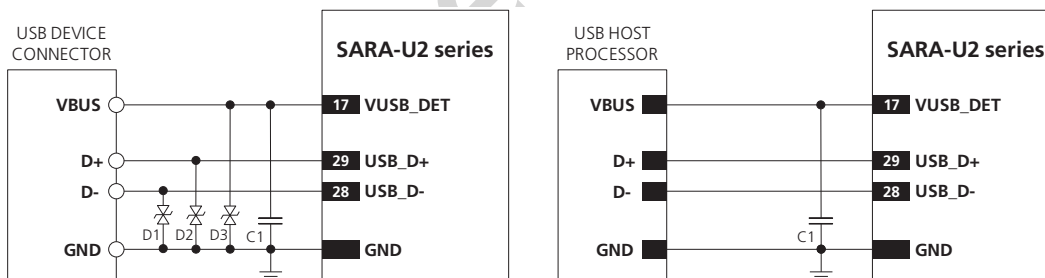 USB DEVICE
CONNECTOR
SARA-U2 series
VBUS
17 VUSB_DET
D+
29 USB_D+
D-
28 USB_D-
D1 D2 D3 C1
GND
GND
USB HOST
PROCESSOR
SARA-U2 series
VBUS
17 VUSB_DET
D+
29 USB_D+
D-
28 USB_D-
C1
GND
GND